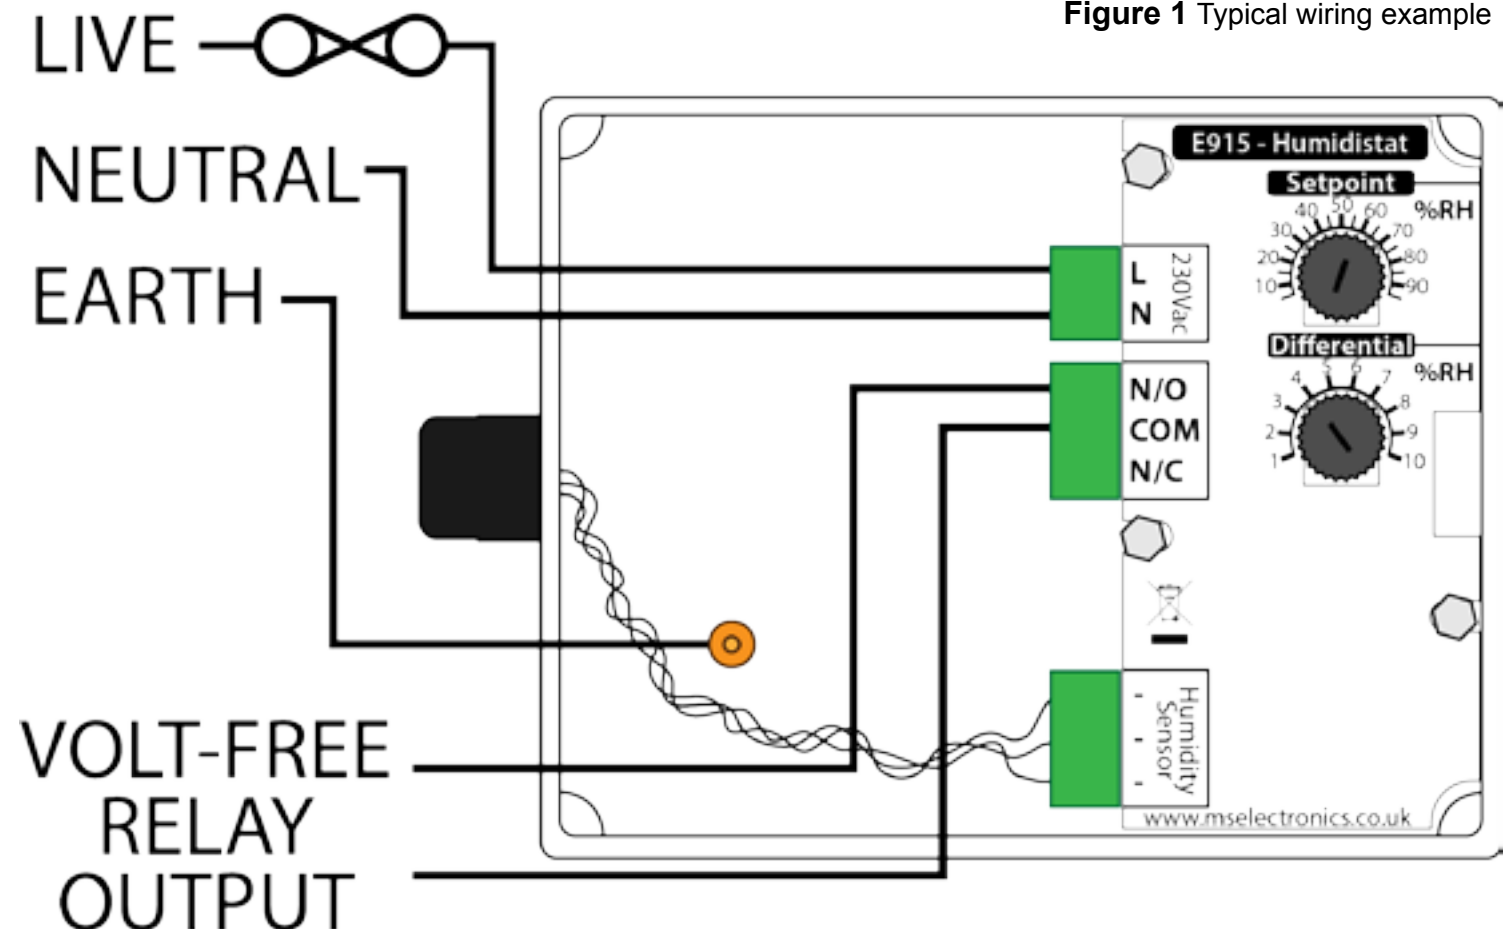 Figure 1 Typical wiring example
LIVE
NEUTRAL
EARTH
VOLT-FREE
RELAY
OUTPUT
E915 - Humidistat
Setpoint
%RH
10 20 30 40 50 60 70 80 90
Differential
%RH
1 2 3 4 5 6 7 8 9 10
L
N
230Vac
N/O
COM
N/C
Humidity
Sensor
www.mselectronics.co.uk